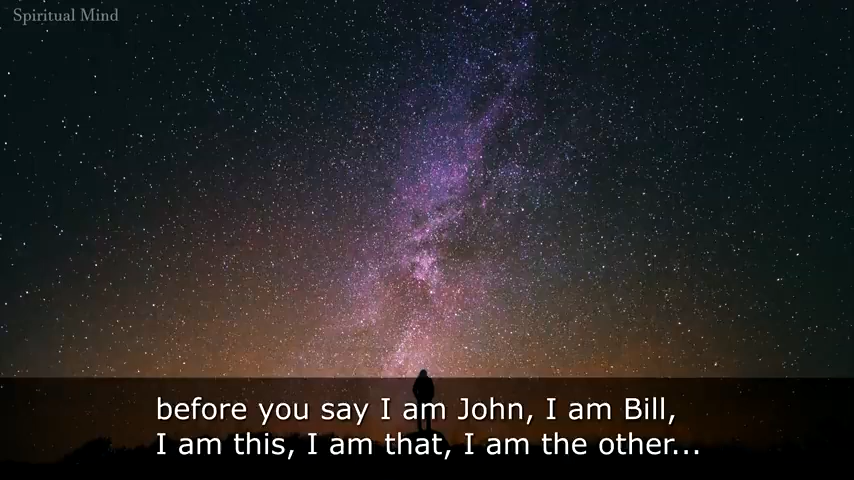 Spiritual Mind
before you say I am John, I am Bill,
I am this, I am that, I am the other...